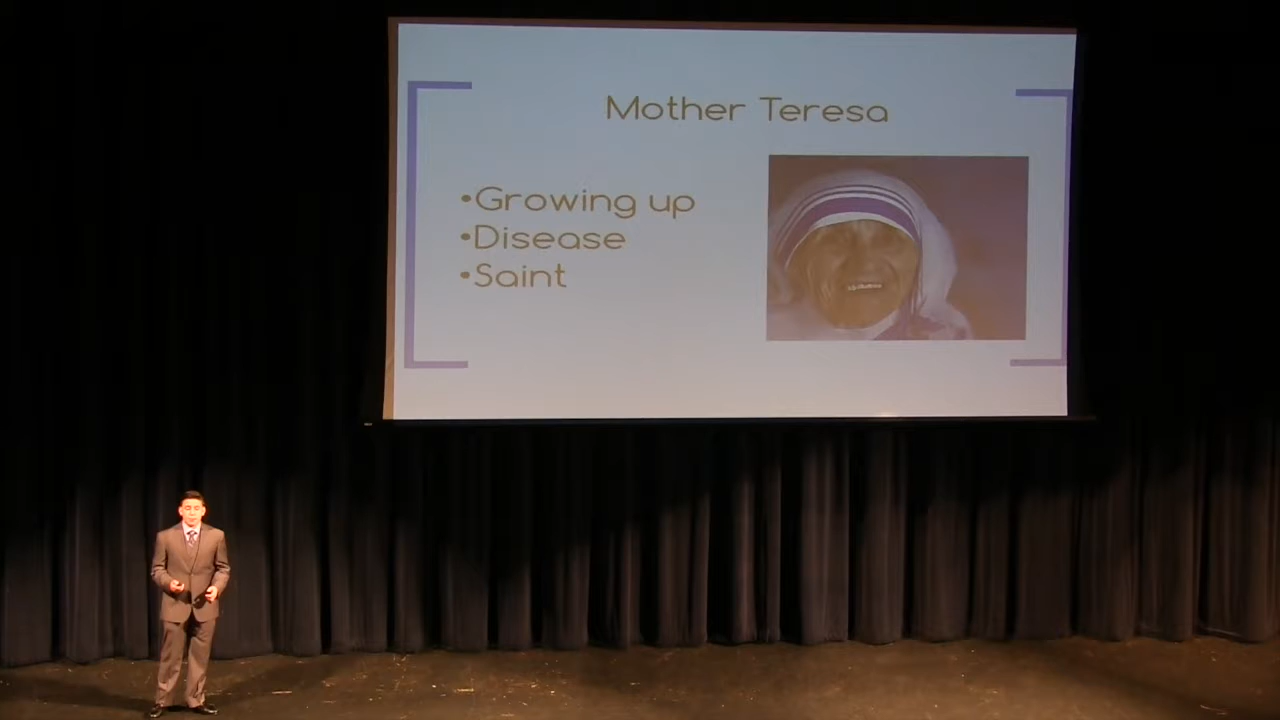 Mother Teresa
•Growing up
•Disease
•Saint